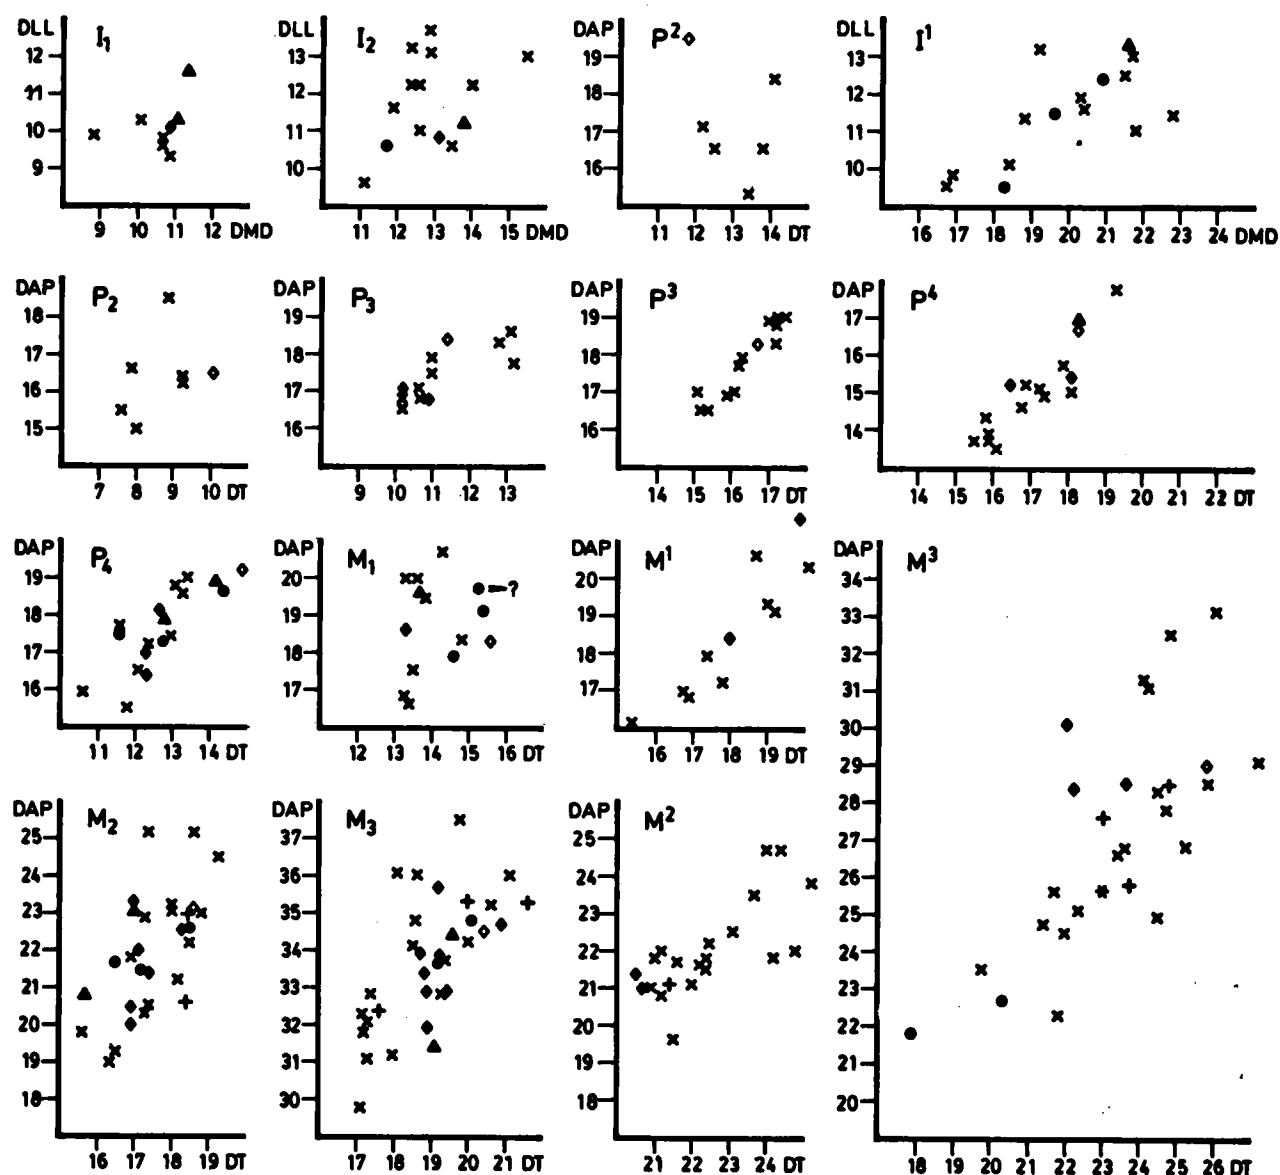 DLL I₁
12
11
10
9
9 10 11 12 DMD
DLL I₂
13
12
11
10
11 12 13 14 15 DMD
DAP P²
19
18
17
16
11 12 13 14 DT
DLL I¹
13
12
11
10
16 17 18 19 20 21 22 23 24 DMD
DAP P₂
18
17
16
15
7 8 9 10 DT
DAP P₃
19
18
17
16
9 10 11 12 13
DAP P³
19
18
17
16
14 15 16 17 DT
DAP P⁴
17
16
15
14
14 15 16 17 18 19 20 21 22 DT
DAP P₄
19
18
17
16
11 12 13 14 DT
DAP M₁
20
19
18
17
?
12 13 14 15 16 DT
DAP M¹
20
19
18
17
16 17 18 19 DT
DAP M³
34
33
32
31
30
29
28
27
26
25
24
23
22
21
20
18 19 20 21 22 23 24 25 26 DT
DAP M₂
25
24
23
22
21
20
19
18
16 17 18 19 DT
DAP M₃
37
36
35
34
33
32
31
30
17 18 19 20 21 DT
DAP M²
25
24
23
22
21
20
19
18
21 22 23 24 DT